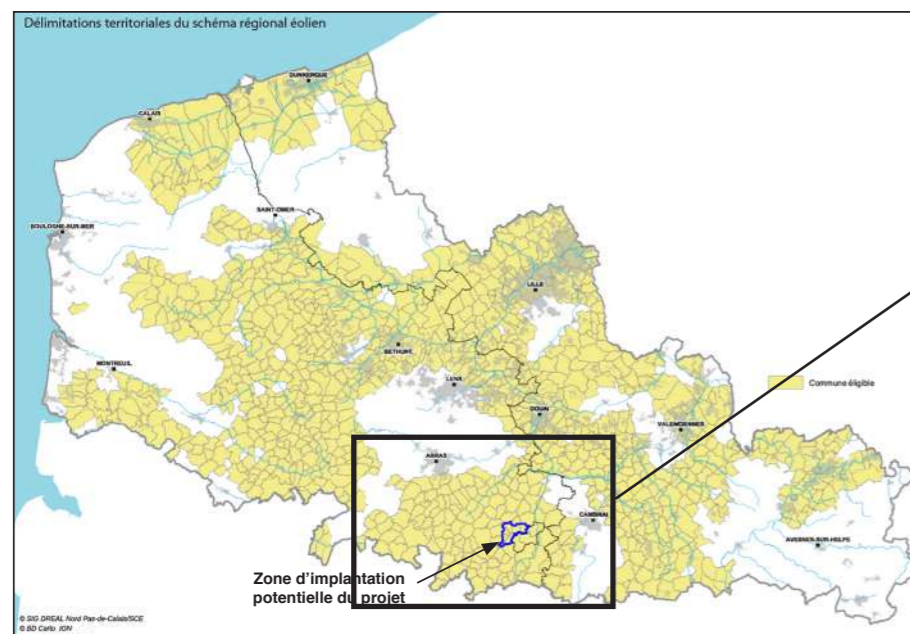 Délimitations territoriales du schéma régional éolien
DUNKERQUE
CALAIS
SAINT-OMER
BOULOGNE-SUR-MER
LILLE
BETHUNE
MONTREUIL
LENS
Commune éligible
DOUAI
VALENCIENNES
ARRAS
CAMBRAI
AVESNES-SUR-HELPE
Zone d'implantation
potentielle du projet
© SIG DREAL Nord Pas-de-Calais/SCE
© BD Carto IGN